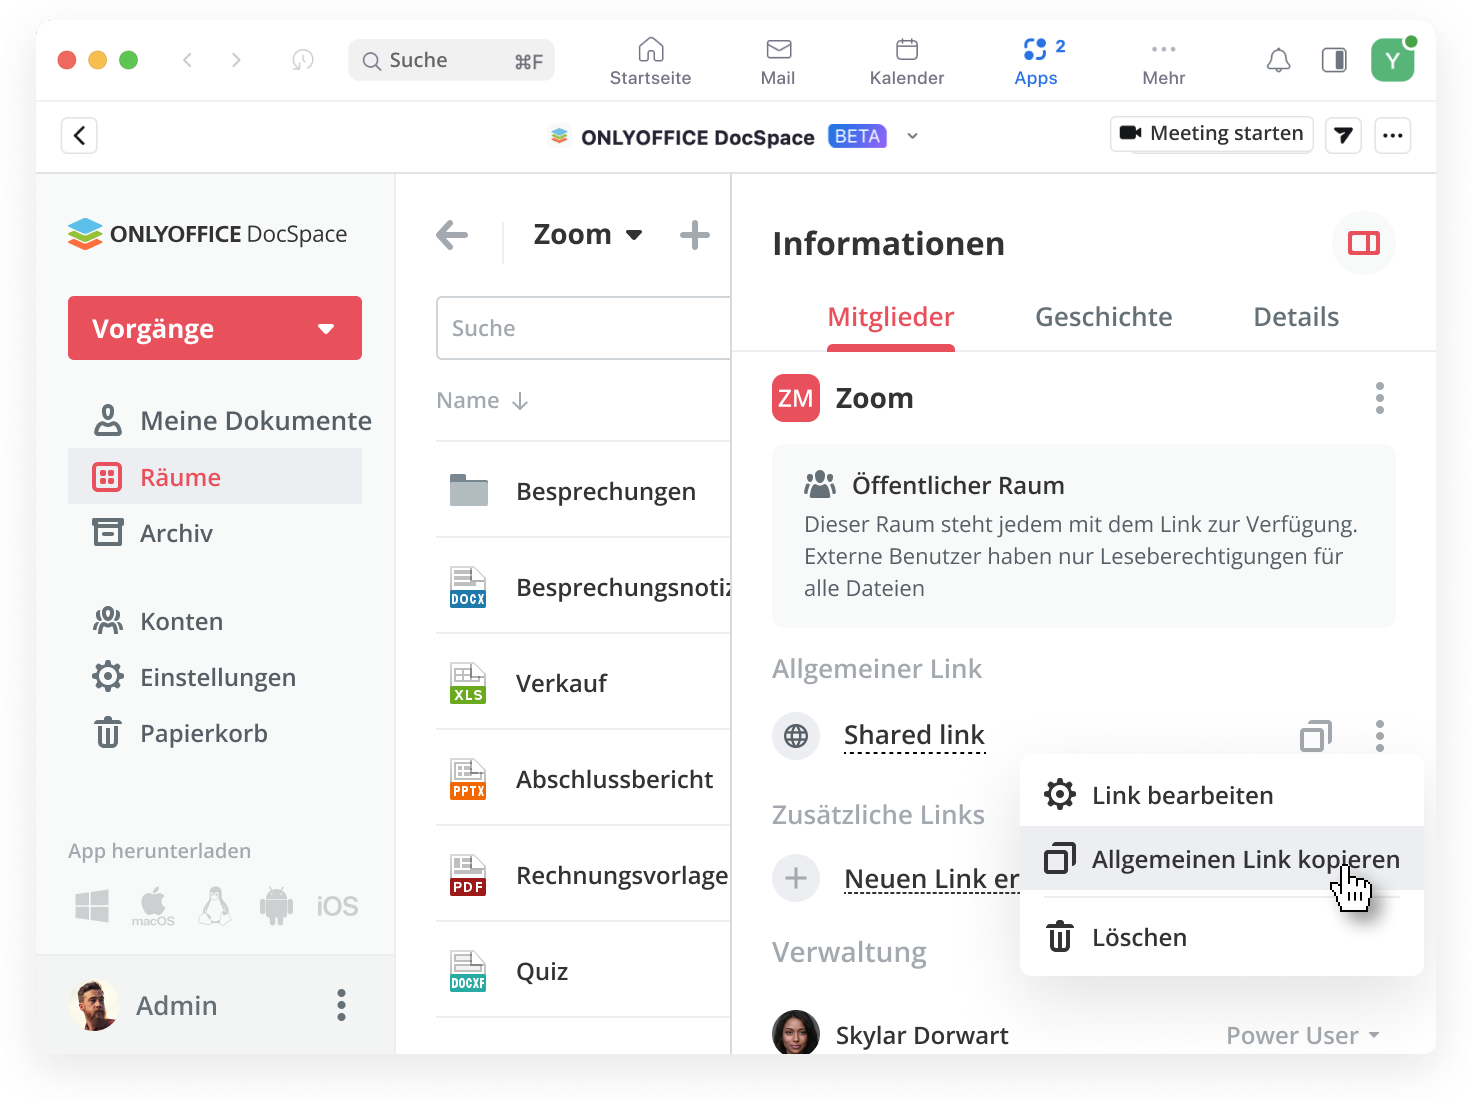 Suche ⌘F
Startseite
Mail
Kalender
2
Apps
Mehr
Y
ONLYOFFICE DocSpace BETA
Meeting starten
ONLYOFFICE DocSpace
Vorgänge
Meine Dokumente
Räume
Archiv
Konten
Einstellungen
Papierkorb
App herunterladen
macOS
iOS
Admin
Zoom
Suche
Name
Besprechungen
DOCX Besprechungsnotiz
XLS Verkauf
PPTX Abschlussbericht
PDF Rechnungsvorlage
DOCXF Quiz
Informationen
Mitglieder Geschichte Details
ZM Zoom
Öffentlicher Raum
Dieser Raum steht jedem mit dem Link zur Verfügung.
Externe Benutzer haben nur Leseberechtigungen für
alle Dateien
Allgemeiner Link
Shared link
Zusätzliche Links
Neuen Link er
Link bearbeiten
Allgemeinen Link kopieren
Löschen
Verwaltung
Skylar Dorwart Power User